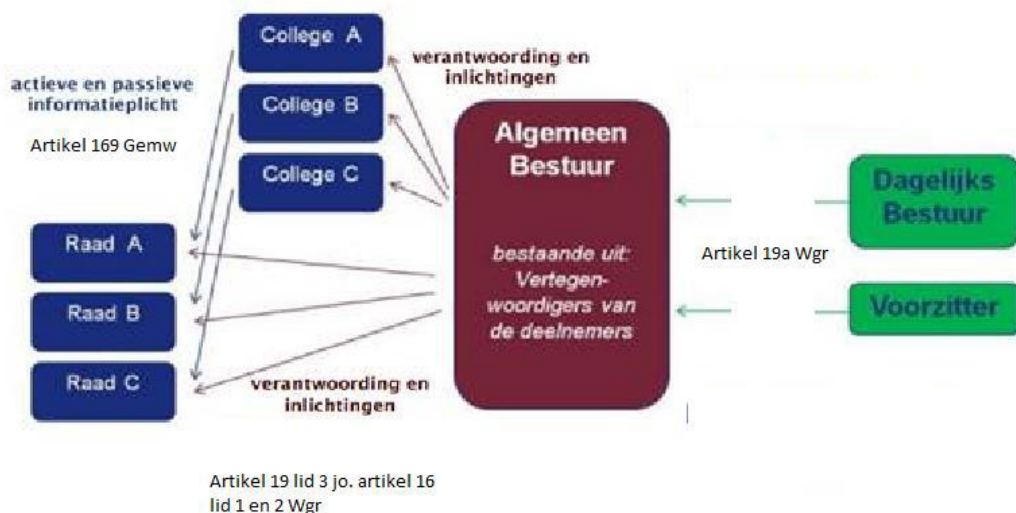 College A
verantwoording en
inlichtingen
actieve en passieve
informatieplicht
College B
Artikel 169 Gemw
College C
Algemeen
Bestuur
Dagelijks
Bestuur
Raad A
bestaande uit:
Vertegen-
woordigers van
de deelnemers
Artikel 19a Wgr
Raad B
Voorzitter
Raad C
verantwoording en
inlichtingen
Artikel 19 lid 3 jo. artikel 16
lid 1 en 2 Wgr